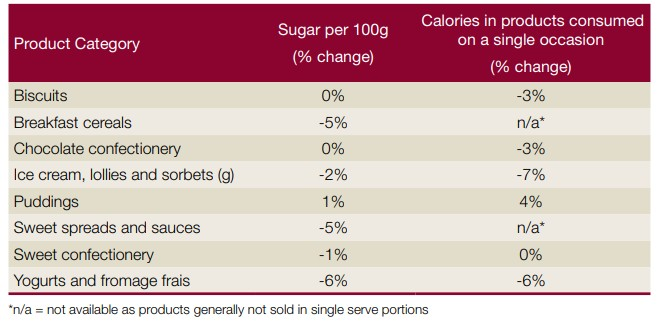 Product Category Sugar per 100g (% change) Calories in products consumed on a single occasion (% change)
Biscuits 0% -3%
Breakfast cereals -5% n/a*
Chocolate confectionery 0% -3%
Ice cream, lollies and sorbets (g) -2% -7%
Puddings 1% 4%
Sweet spreads and sauces -5% n/a*
Sweet confectionery -1% 0%
Yogurts and fromage frais -6% -6%
*n/a = not available as products generally not sold in single serve portions